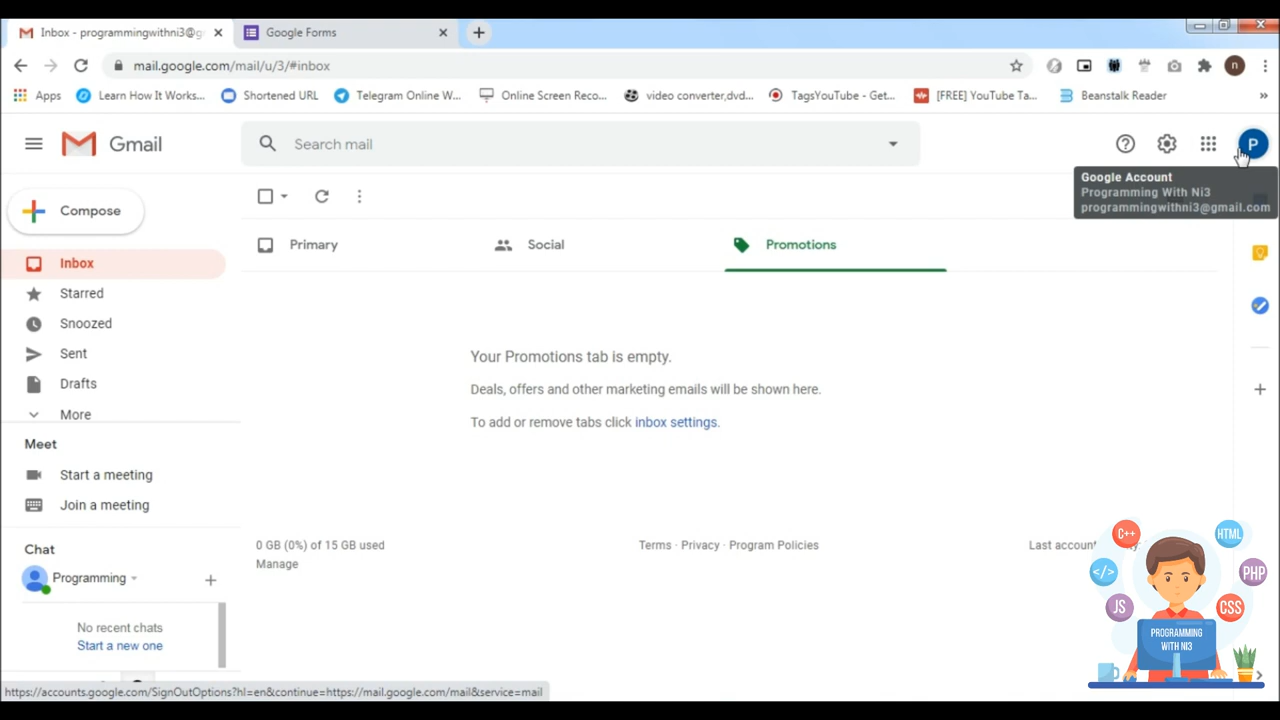 Inbox - programmingwithni3@g
Google Forms
mail.google.com/mail/u/3/#inbox
n
Apps
Learn How It Works...
Shortened URL
Telegram Online W...
Online Screen Reco...
video converter,dvd...
TagsYouTube - Get...
[FREE] YouTube Ta...
Beanstalk Reader
»
Gmail
Search mail
P
Google Account
Programming With Ni3
programmingwithni3@gmail.com
Compose
Primary
Social
Promotions
Inbox
Starred
Snoozed
Sent
Drafts
More
Your Promotions tab is empty.
Deals, offers and other marketing emails will be shown here.
To add or remove tabs click inbox settings.
Meet
Start a meeting
Join a meeting
Chat
Programming
No recent chats
Start a new one
0 GB (0%) of 15 GB used
Manage
Terms · Privacy · Program Policies
Last account
C++
HTML
</>
PHP
JS
CSS
PROGRAMMING
WITH NI3
https://accounts.google.com/SignOutOptions?hl=en&continue=https://mail.google.com/mail&service=mail